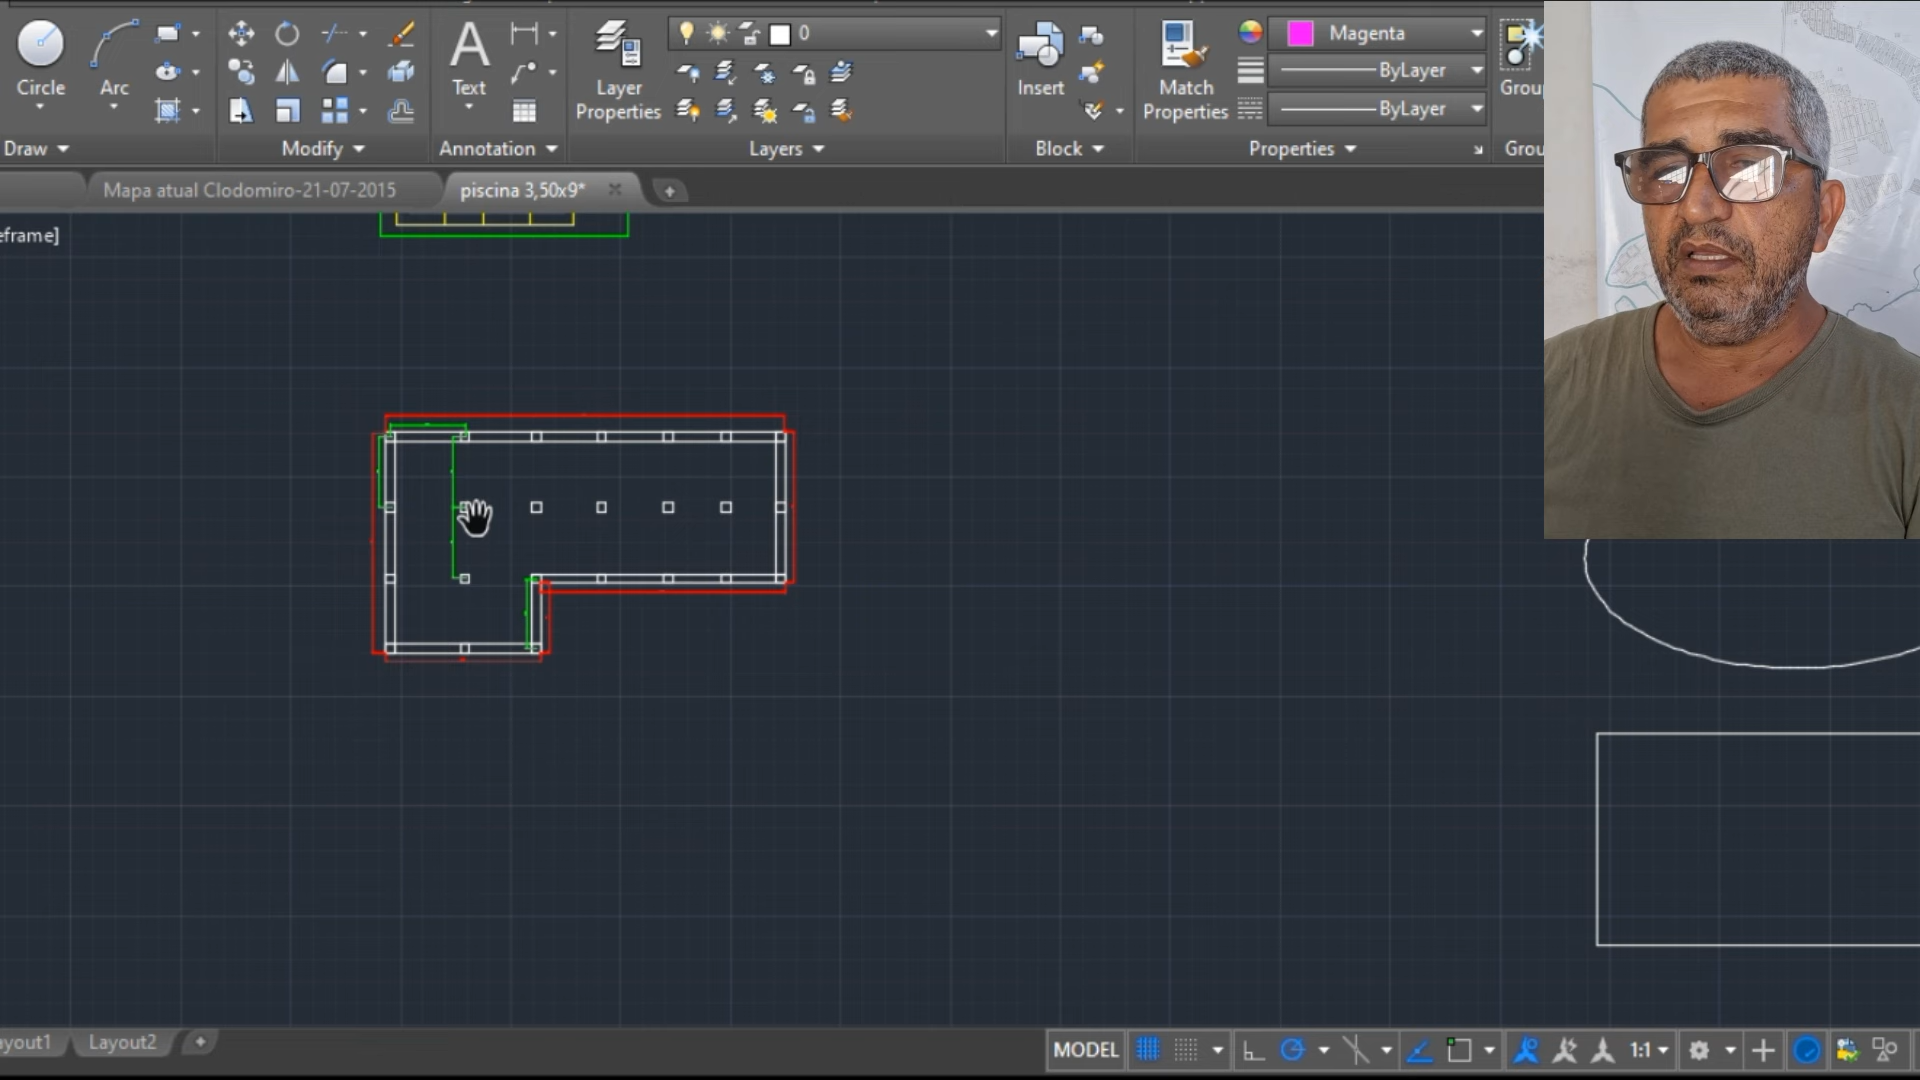 Circle
Arc
Text
Layer
Properties
0
Insert
Match
Properties
Magenta
ByLayer
ByLayer
Grou
Draw
Modify
Annotation
Layers
Block
Properties
Grou
Mapa atual Clodomiro-21-07-2015
piscina 3,50x9*
eframe]
ayout1
Layout2
MODEL
1:1